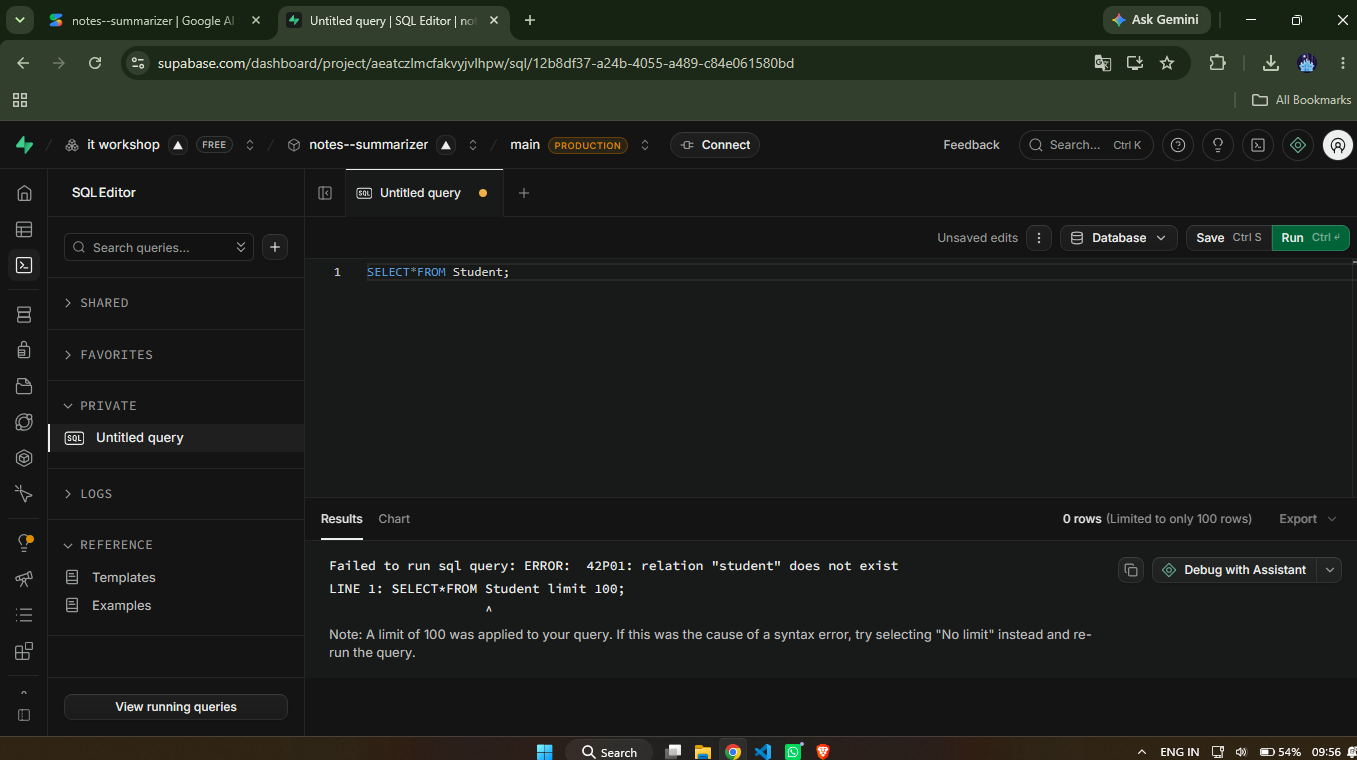 notes--summarizer | Google AI
Untitled query | SQL Editor | not
Ask Gemini
supabase.com/dashboard/project/aeatczlmcfakvyjvlhpw/sql/12b8df37-a24b-4055-a489-c84e061580bd
All Bookmarks
it workshop FREE / notes--summarizer / main PRODUCTION Connect Feedback Search... Ctrl K
SQL Editor
SQL Untitled query
Search queries...
Unsaved edits Database Save Ctrl S Run Ctrl ↵
1 SELECT*FROM Student;
SHARED
FAVORITES
PRIVATE
SQL Untitled query
LOGS
REFERENCE
Templates
Examples
View running queries
Results Chart 0 rows (Limited to only 100 rows) Export
Failed to run sql query: ERROR:  42P01: relation "student" does not exist
LINE 1: SELECT*FROM Student limit 100;
^
Debug with Assistant
Note: A limit of 100 was applied to your query. If this was the cause of a syntax error, try selecting "No limit" instead and re-
run the query.
Search
ENG IN 54% 09:56